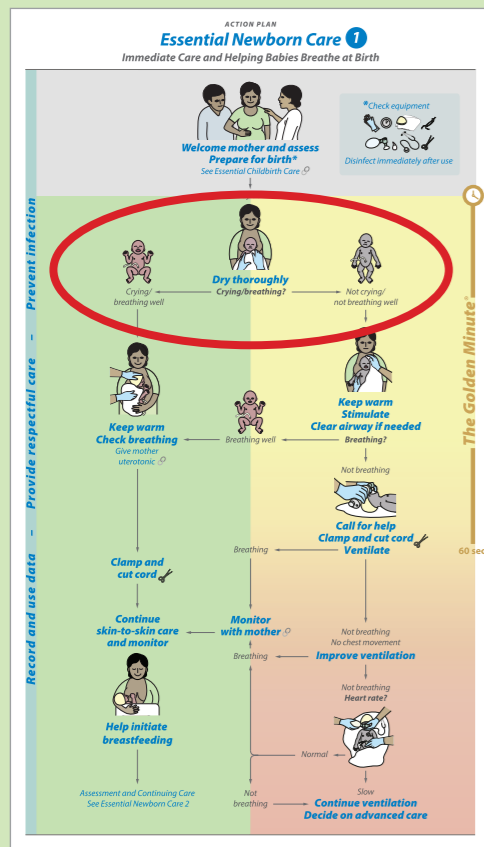 ACTION PLAN
Essential Newborn Care 1
Immediate Care and Helping Babies Breathe at Birth
*Check equipment
Disinfect immediately after use
Welcome mother and assess
Prepare for birth*
See Essential Childbirth Care
Prevent infection
–
Provide respectful care
–
Record and use data
The Golden Minute®
60 sec
Dry thoroughly
Crying/breathing?
Crying/
breathing well
Not crying/
not breathing well
Keep warm
Check breathing
Give mother
uterotonic
Keep warm
Stimulate
Clear airway if needed
Breathing?
Breathing well
Not breathing
Call for help
Clamp and cut cord
Ventilate
Breathing
Clamp and
cut cord
Continue
skin-to-skin care
and monitor
Monitor
with mother
Not breathing
No chest movement
Improve ventilation
Breathing
Not breathing
Heart rate?
Help initiate
breastfeeding
Normal
Assessment and Continuing Care
See Essential Newborn Care 2
Not
breathing
Slow
Continue ventilation
Decide on advanced care